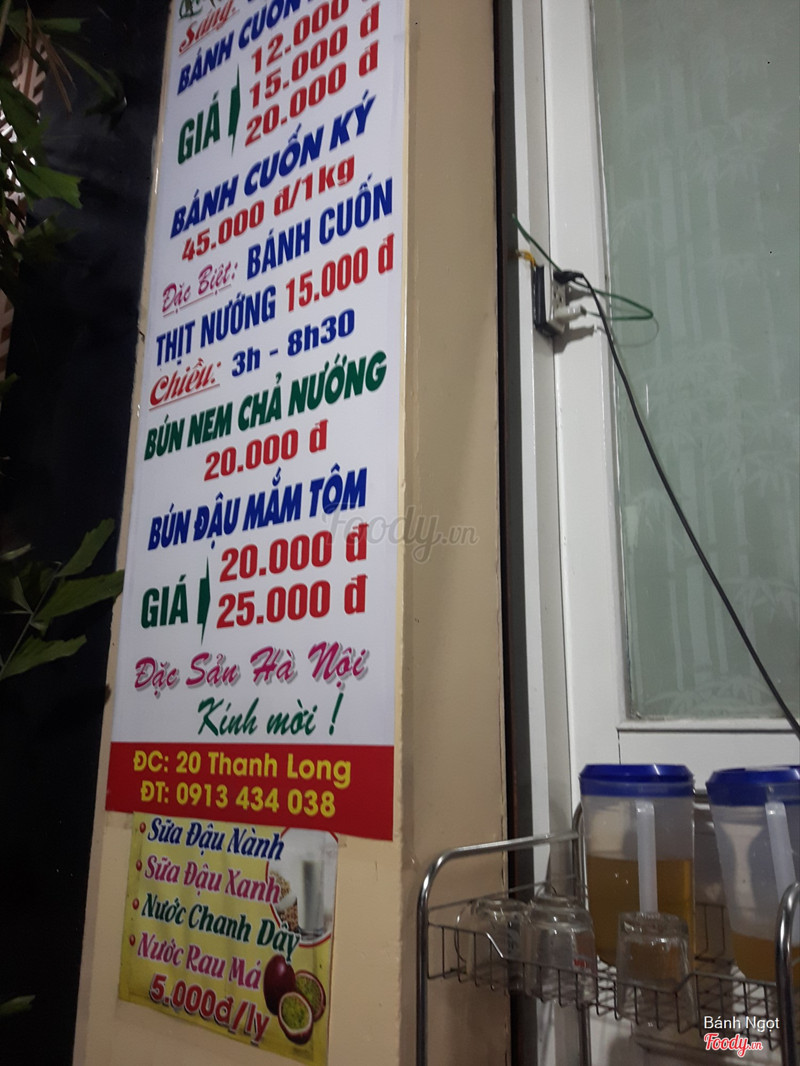 Sáng:
BÁNH CUỐN
GIÁ
12.000
15.000 đ
20.000 đ
BÁNH CUỐN KÝ
45.000 đ/1kg
Đặc Biệt: BÁNH CUỐN
THỊT NƯỚNG 15.000 đ
Chiều: 3h - 8h30
BÚN NEM CHẢ NƯỚNG
20.000 đ
BÚN ĐẬU MẮM TÔM
GIÁ
20.000 đ
25.000 đ
Đặc Sản Hà Nội
Kính mời !
ĐC: 20 Thanh Long
ĐT: 0913 434 038
• Sữa Đậu Nành
• Sữa Đậu Xanh
• Nước Chanh Dây
• Nước Rau Má
5.000đ/ly
Foody.vn
Bánh Ngọt
Foody.vn